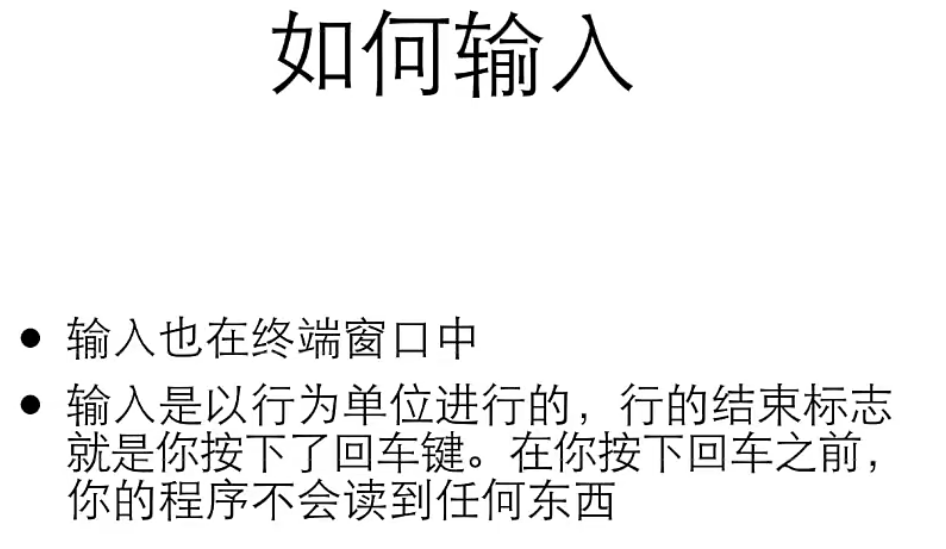 如何输入
• 输入也在终端窗口中
• 输入是以行为单位进行的，行的结束标志
就是你按下了回车键。在你按下回车之前，
你的程序不会读到任何东西